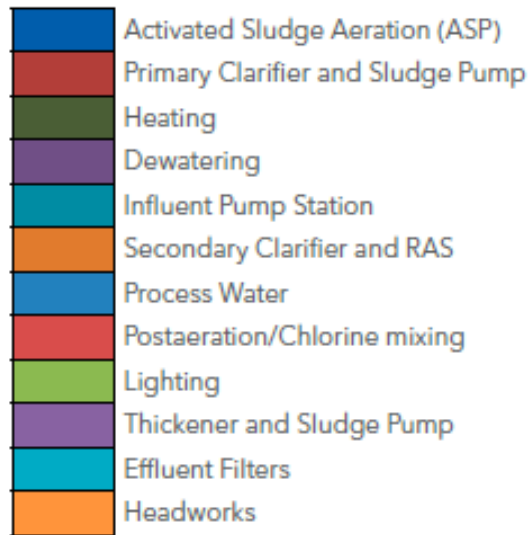 Activated Sludge Aeration (ASP)
Primary Clarifier and Sludge Pump
Heating
Dewatering
Influent Pump Station
Secondary Clarifier and RAS
Process Water
Postaeration/Chlorine mixing
Lighting
Thickener and Sludge Pump
Effluent Filters
Headworks